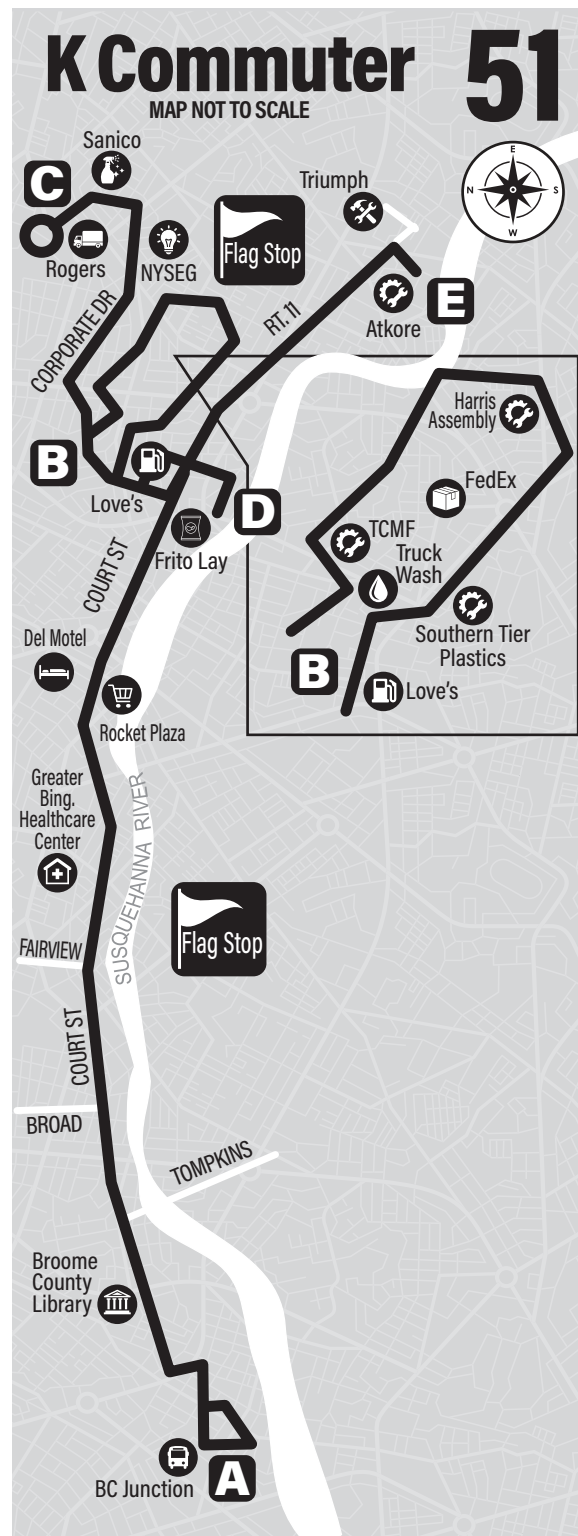 K Commuter
51
MAP NOT TO SCALE
Sanico
C
Triumph
E
N
S
W
Rogers
NYSEG
Flag Stop
RT. 11
CORPORATE DR
Atkore
E
B
Love's
D
Frito Lay
Harris
Assembly
FedEx
TCMF
Truck
Wash
Southern Tier
Plastics
B
Love's
COURT ST
Del Motel
Rocket Plaza
Greater
Bing.
Healthcare
Center
SUSQUEHANNA RIVER
Flag Stop
FAIRVIEW
COURT ST
BROAD
TOMPKINS
Broome
County
Library
BC Junction
A